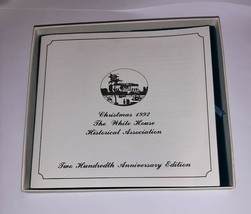 Christmas 1992
The White House
Historical Association
Two Hundredth Anniversary Edition